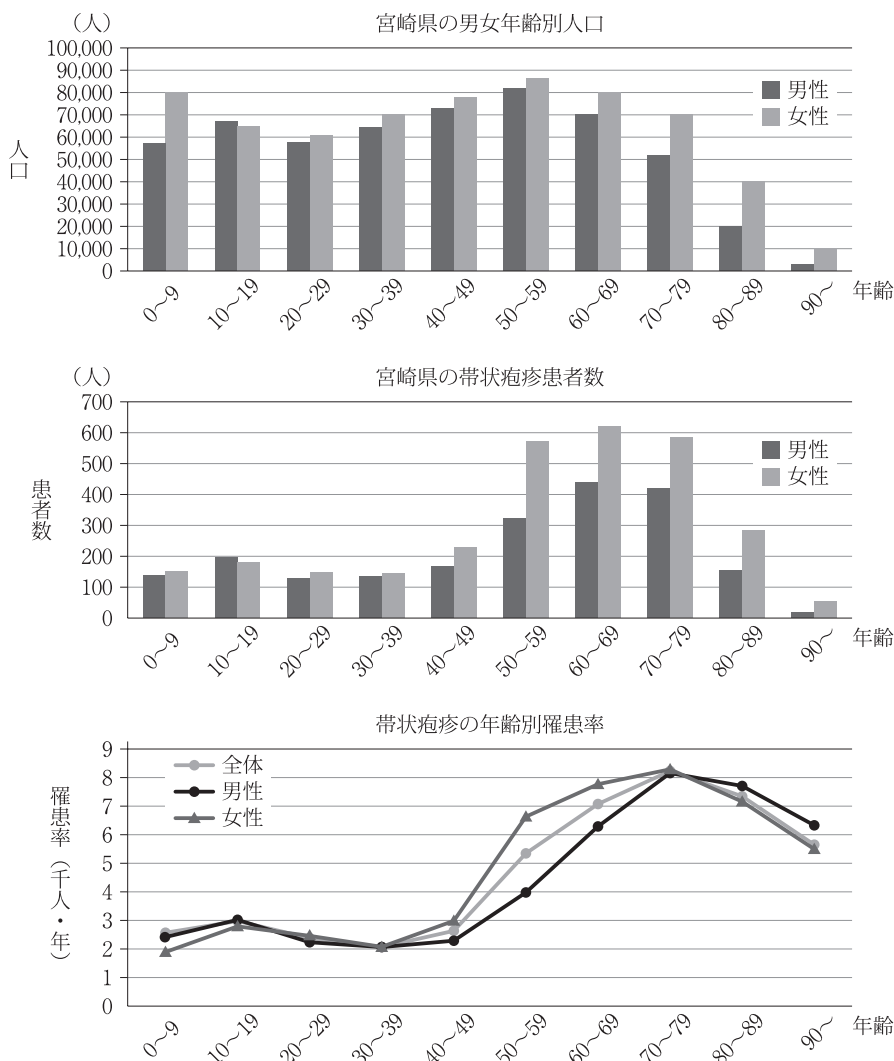 (人) 宮崎県の男女年齢別人口
100,000
90,000
80,000
70,000
60,000
50,000
40,000
30,000
20,000
10,000
0
人口
男性
女性
0〜9 10〜19 20〜29 30〜39 40〜49 50〜59 60〜69 70〜79 80〜89 90〜 年齢
(人) 宮崎県の帯状疱疹患者数
700
600
500
400
300
200
100
0
患者数
男性
女性
0〜9 10〜19 20〜29 30〜39 40〜49 50〜59 60〜69 70〜79 80〜89 90〜 年齢
帯状疱疹の年齢別罹患率
9
8
7
6
5
4
3
2
1
0
罹患率(千人・年)
全体
男性
女性
0〜9 10〜19 20〜29 30〜39 40〜49 50〜59 60〜69 70〜79 80〜89 90〜 年齢